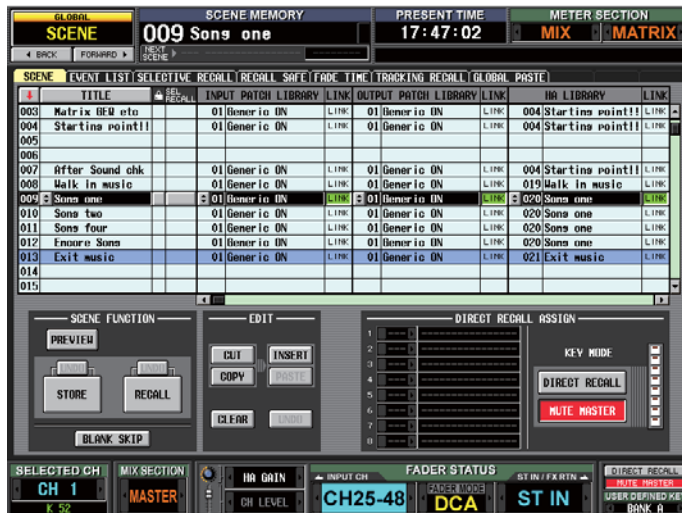 GLOBAL
SCENE
BACK
FORWARD
SCENE MEMORY
009 Song one
NEXT SCENE
PRESENT TIME
17:47:02
METER SECTION
MIX
MATRIX
SCENE EVENT LIST SELECTIVE RECALL RECALL SAFE FADE TIME TRACKING RECALL GLOBAL PASTE
TITLE SEL RECALL INPUT PATCH LIBRARY LINK OUTPUT PATCH LIBRARY LINK HA LIBRARY LINK
003 Matrix GEQ etc 01 Generic ON LINK 01 Generic ON LINK 004 Starting point!! LINK
004 Starting point!! 01 Generic ON LINK 01 Generic ON LINK 004 Starting point!! LINK
005
006
007 After Sound chk 01 Generic ON LINK 01 Generic ON LINK 004 Starting point!! LINK
008 Walk in music 01 Generic ON LINK 01 Generic ON LINK 019 Walk in music LINK
009 Song one 01 Generic ON LINK 01 Generic ON LINK 020 Song one LINK
010 Song two 01 Generic ON LINK 01 Generic ON LINK 020 Song one LINK
011 Song four 01 Generic ON LINK 01 Generic ON LINK 020 Song one LINK
012 Encore Song 01 Generic ON LINK 01 Generic ON LINK 020 Song one LINK
013 Exit music 01 Generic ON LINK 01 Generic ON LINK 021 Exit music LINK
014
015
SCENE FUNCTION
PREVIEW
UNDO UNDO
STORE RECALL
BLANK SKIP
EDIT
CUT INSERT
COPY PASTE
CLEAR UNDO
DIRECT RECALL ASSIGN
1
2
3
4
5
6
7
8
KEY MODE
DIRECT RECALL
MUTE MASTER
SELECTED CH
CH 1
K 52
MIX SECTION
MASTER
HA GAIN
CH LEVEL
FADER STATUS
INPUT CH
CH25-48
FADER MODE
DCA
ST IN / FX RTN
ST IN
DIRECT RECALL
MUTE MASTER
USER DEFINED KEY
BANK A